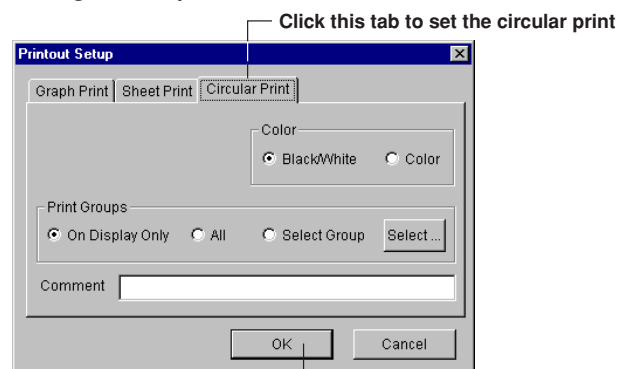 Click this tab to set the circular print
Printout Setup
Graph Print Sheet Print Circular Print
Color
Black/White Color
Print Groups
On Display Only All Select Group Select ...
Comment
OK Cancel